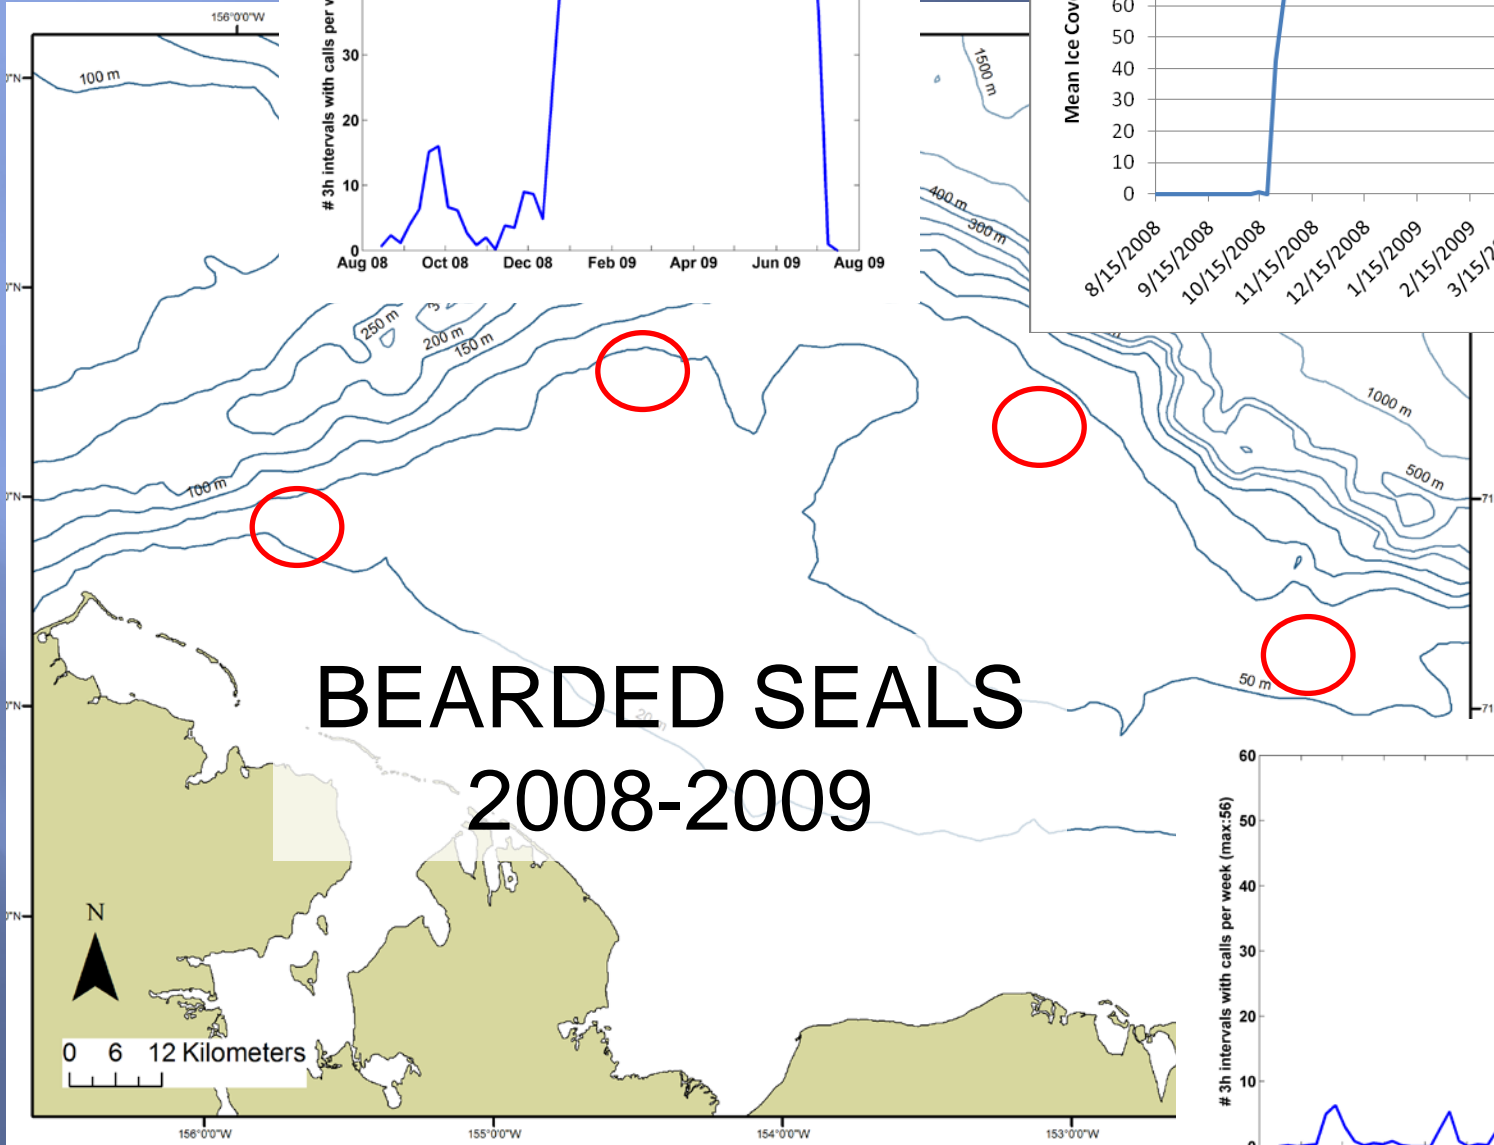 156°0'0"W
100 m
# 3h intervals with calls per w
30
20
10
0
Aug 08
Oct 08
Dec 08
Feb 09
Apr 09
Jun 09
Aug 09
1500 m
400 m
300 m
Mean Ice Cov
60
50
40
30
20
10
0
8/15/2008
9/15/2008
10/15/2008
11/15/2008
12/15/2008
1/15/2009
2/15/2009
3/15/2
250 m
200 m
150 m
1000 m
500 m
100 m
71
50 m
71
BEARDED SEALS
2008-2009
60
50
40
30
20
10
0
# 3h intervals with calls per week (max:56)
N
0 6 12 Kilometers
156°0'0"W
155°0'0"W
154°0'0"W
153°0'0"W